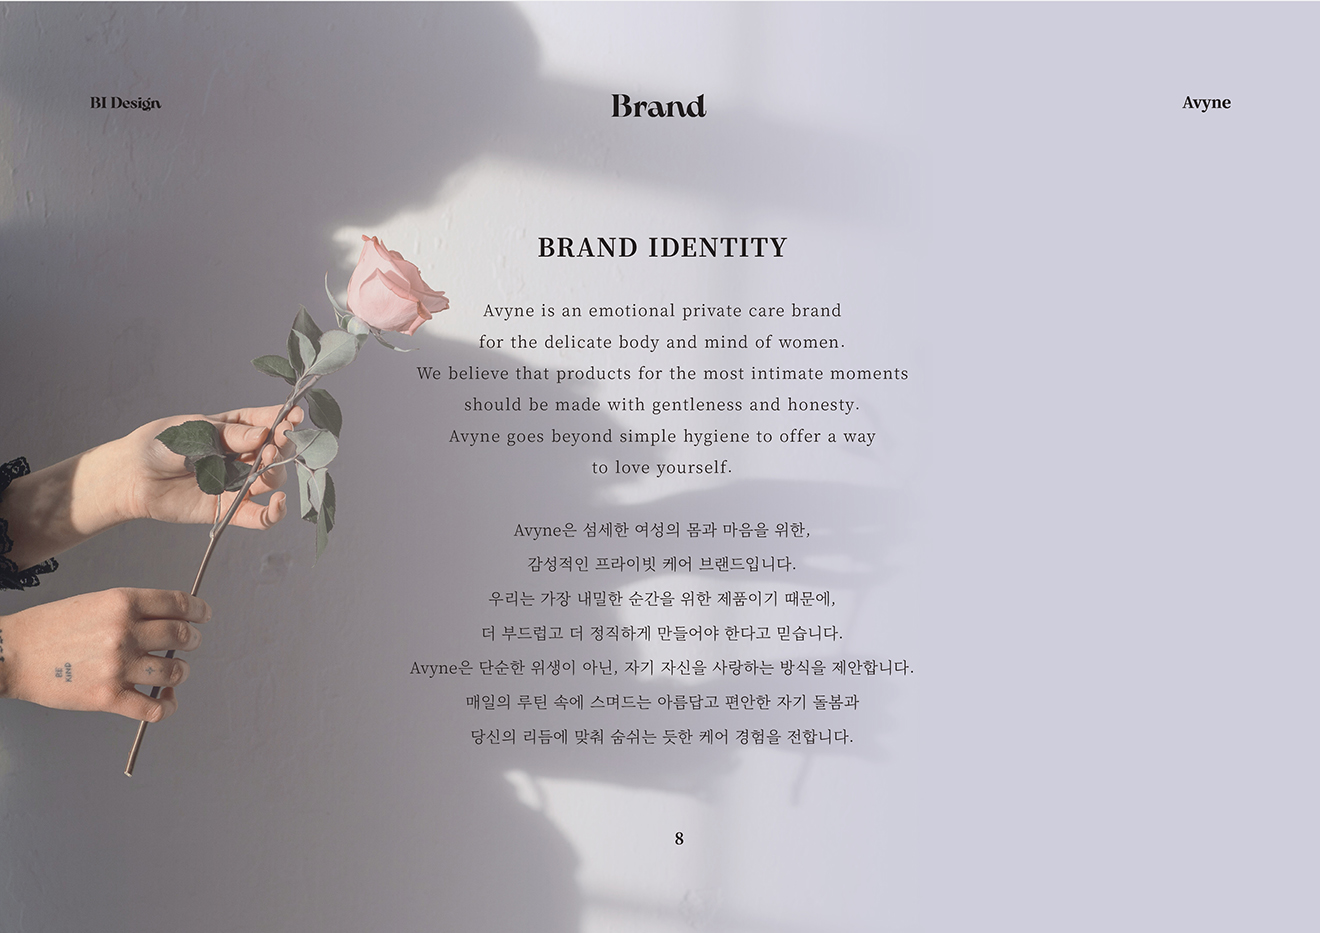 BI Design
Brand
Avyne
BRAND IDENTITY
Avyne is an emotional private care brand
for the delicate body and mind of women.
We believe that products for the most intimate moments
should be made with gentleness and honesty.
Avyne goes beyond simple hygiene to offer a way
to love yourself.
Avyne은 섬세한 여성의 몸과 마음을 위한,
감성적인 프라이빗 케어 브랜드입니다.
우리는 가장 내밀한 순간을 위한 제품이기 때문에,
더 부드럽고 더 정직하게 만들어야 한다고 믿습니다.
Avyne은 단순한 위생이 아닌, 자기 자신을 사랑하는 방식을 제안합니다.
매일의 루틴 속에 스며드는 아름답고 편안한 자기 돌봄과
당신의 리듬에 맞춰 숨쉬는 듯한 케어 경험을 전합니다.
BE
KIND
8